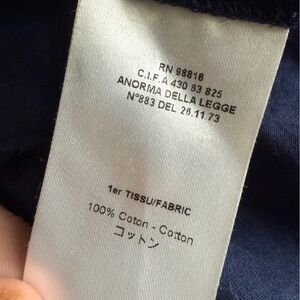 RN 98816
C.I.F.A 430 83 825
ANORMA DELLA LEGGE
N°883 DEL 26.11.73
1er TISSU/FABRIC
100% Coton - Cotton
コットン